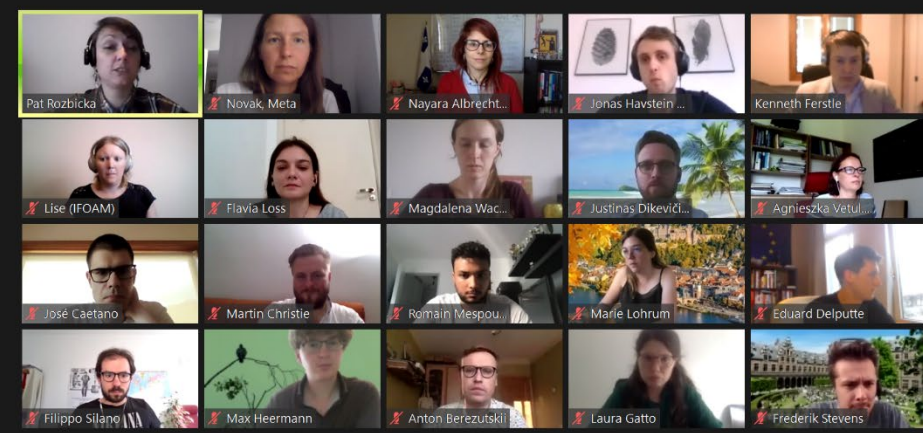 Pat Rozbicka
Novak, Meta
Nayara Albrecht...
Jonas Havstein ...
Kenneth Ferstle
Lise (IFOAM)
Flavia Loss
Magdalena Wac...
Justinas Dikeviči...
Agnieszka Vetul...
José Caetano
Martin Christie
Romain Mespou...
Marie Lohrum
Eduard Delputte
Filippo Silano
Max Heermann
Anton Berezutskii
Laura Gatto
Frederik Stevens